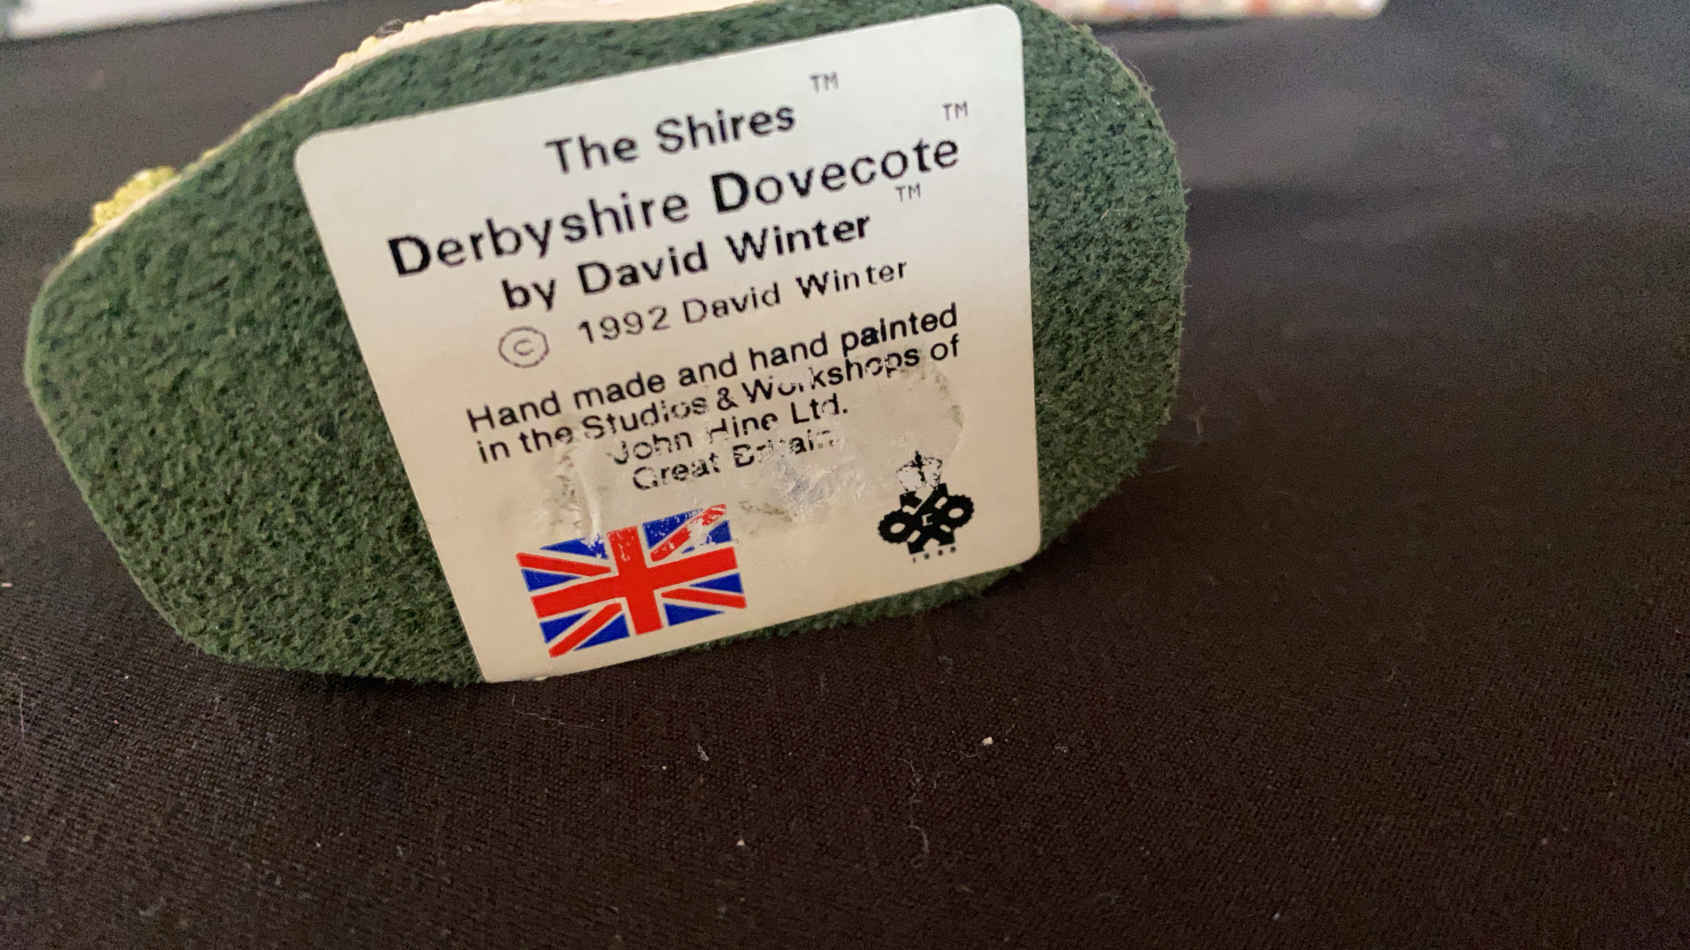 The Shires™
Derbyshire Dovecote™
by David Winter™
© 1992 David Winter
Hand made and hand painted
in the Studios & Workshops of
John Hine Ltd.
Great Britain